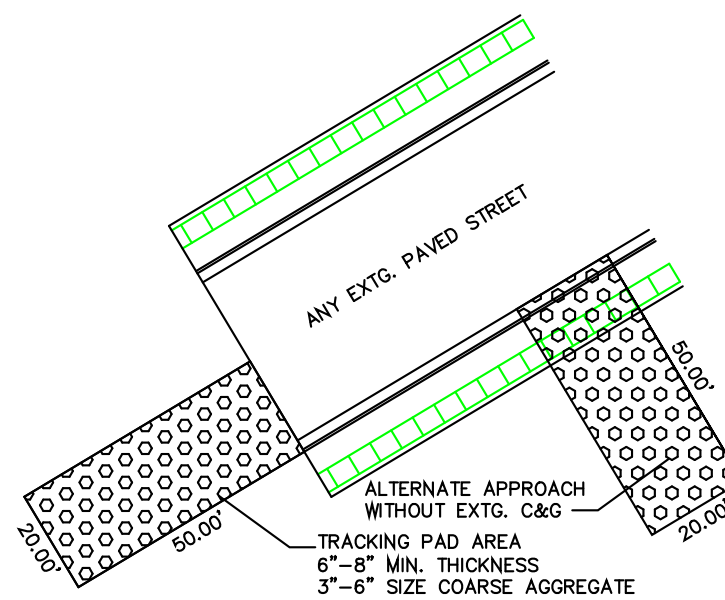 ANY EXTG. PAVED STREET
50.00'
20.00'
ALTERNATE APPROACH
WITHOUT EXTG. C&G
20.00'
50.00'
TRACKING PAD AREA
6"-8" MIN. THICKNESS
3"-6" SIZE COARSE AGGREGATE